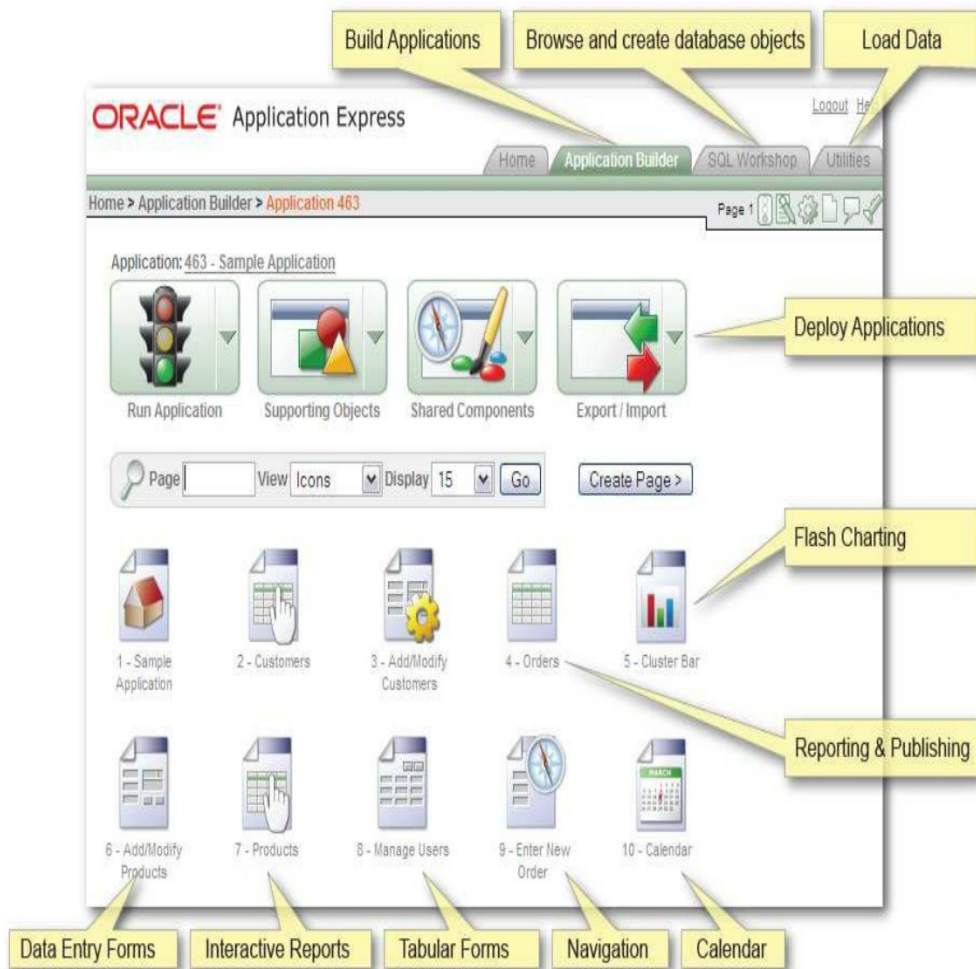 Build Applications
Browse and create database objects
Load Data
ORACLE Application Express
Logout
Home
Application Builder
SQL Workshop
Utilities
Home > Application Builder > Application 463
Page 1
Application: 463 - Sample Application
Deploy Applications
Run Application
Supporting Objects
Shared Components
Export / Import
Page
View Icons
Display 15
Go
Create Page >
Flash Charting
1 - Sample
Application
2 - Customers
3 - Add/Modify
Customers
4 - Orders
5 - Cluster Bar
Reporting & Publishing
MARCH
6 - Add/Modify
Products
7 - Products
8 - Manage Users
9 - Enter New
Order
10 - Calendar
Data Entry Forms
Interactive Reports
Tabular Forms
Navigation
Calendar